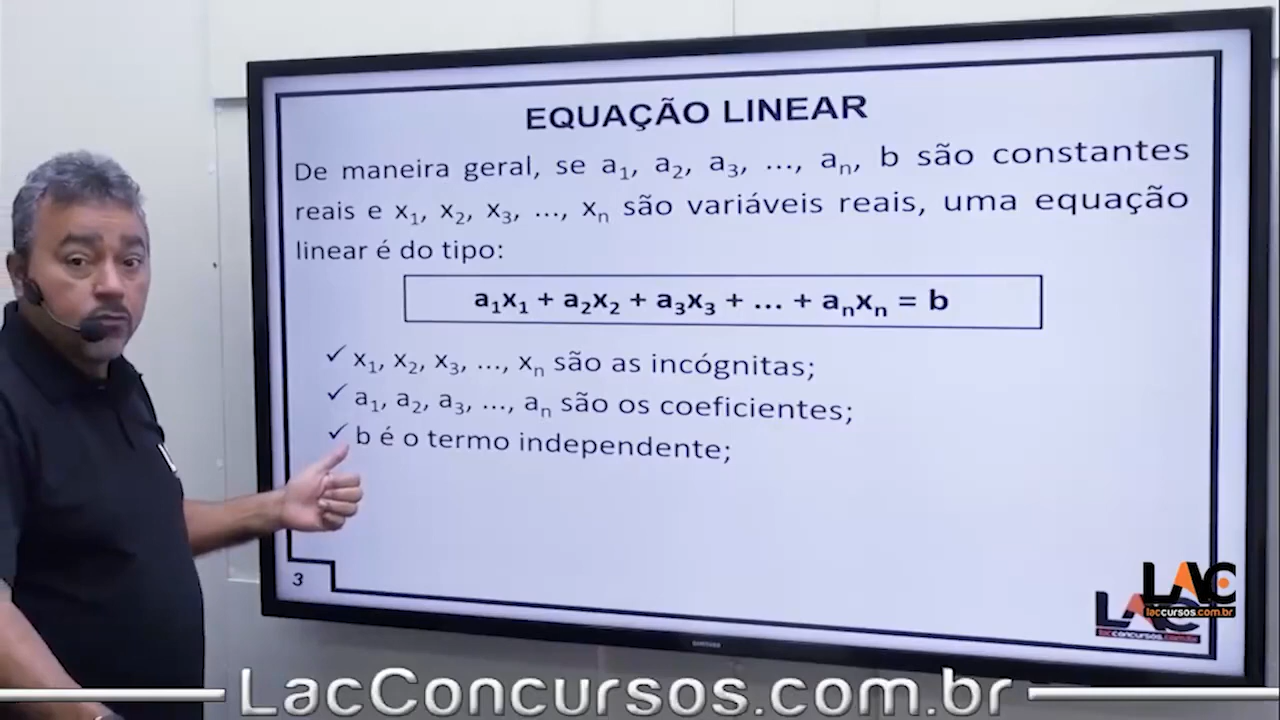 EQUAÇÃO LINEAR
De maneira geral, se a₁, a₂, a₃, ..., aₙ, b são constantes
reais e x₁, x₂, x₃, ..., xₙ são variáveis reais, uma equação
linear é do tipo:
a₁x₁ + a₂x₂ + a₃x₃ + ... + aₙxₙ = b
✓ x₁, x₂, x₃, ..., xₙ são as incógnitas;
✓ a₁, a₂, a₃, ..., aₙ são os coeficientes;
✓ b é o termo independente;
3
LAC
laccursos.com.br
LAC
lacconcursos.com.br
SAMSUNG
LacConcursos.com.br